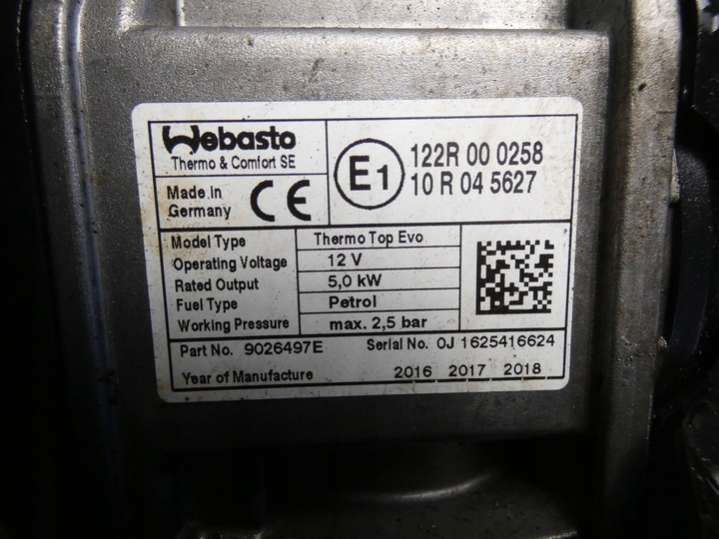 Webasto
Thermo & Comfort SE
Made in
Germany
CE
E1
122R 00 0258
10 R 04 5627
Model Type Thermo Top Evo
Operating Voltage 12 V
Rated Output 5,0 kW
Fuel Type Petrol
Working Pressure max. 2,5 bar
Part No. 9026497E Serial No. OJ 1625416624
Year of Manufacture 2016 2017 2018